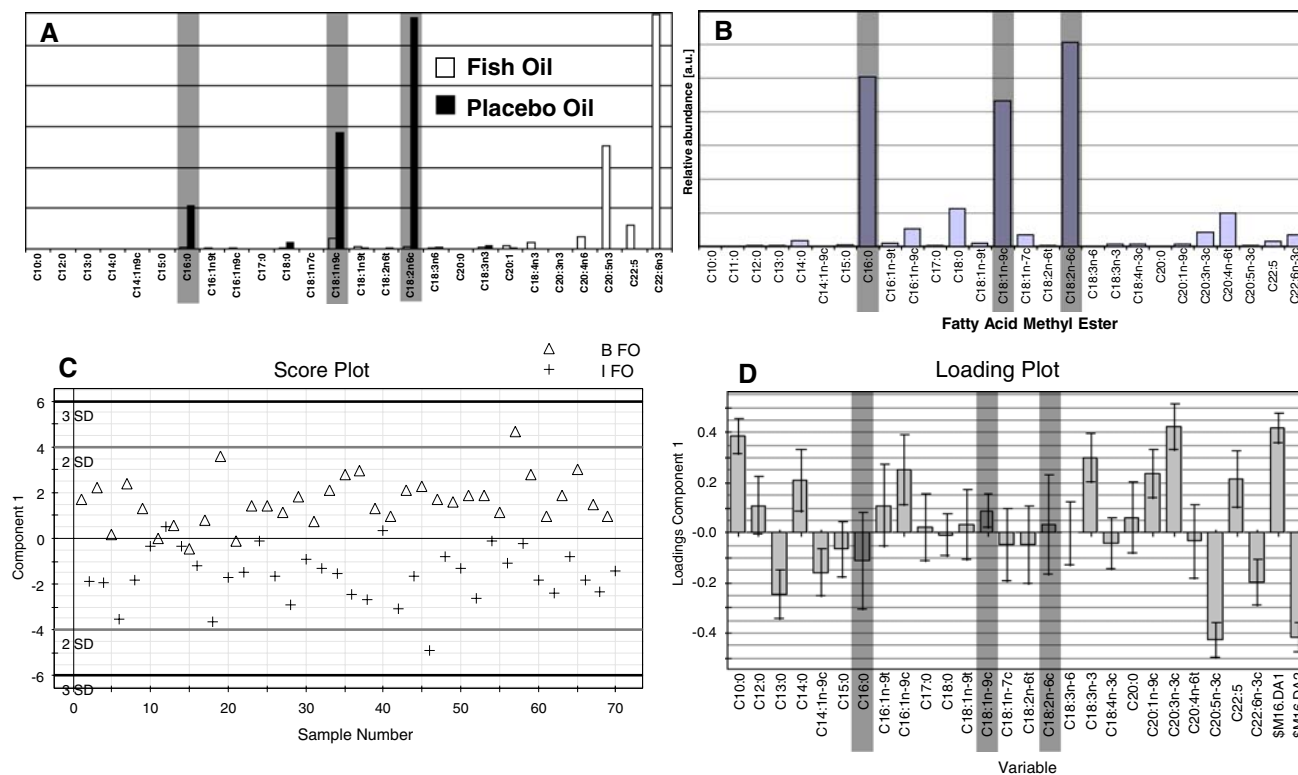 A
Fish Oil
Placebo Oil
C10:0
C12:0
C13:0
C14:0
C14:1n9c
C15:0
C16:0
C16:1n9t
C16:1n9c
C17:0
C18:0
C18:1n7c
C18:1n9c
C18:1n9t
C18:2n6t
C18:2n6c
C18:3n6
C20:0
C18:3n3
C20:1
C18:4n3
C20:3n3
C20:4n6
C20:5n3
C22:5
C22:6n3
B
Relative abundance [a.u.]
C10:0
C11:0
C12:0
C13:0
C14:0
C14:1n-9c
C15:0
C16:0
C16:1n-9t
C16:1n-9c
C17:0
C18:0
C18:1n-9t
C18:1n-9c
C18:1n-7c
C18:2n-6t
C18:2n-6c
C18:3n-6
C18:3n-3
C18:4n-3c
C20:0
C20:1n-9c
C20:3n-3c
C20:4n-6t
C20:5n-3c
C22:5
C22:6n-3c
Fatty Acid Methyl Ester
C
Score Plot
B FO
I FO
6
4
2
0
-2
-4
-6
3 SD
2 SD
2 SD
3 SD
Component 1
0
10
20
30
40
50
60
70
Sample Number
D
Loading Plot
0.4
0.2
-0.0
-0.2
-0.4
Loadings Component 1
C10:0
C12:0
C13:0
C14:0
C14:1n-9c
C15:0
C16:0
C16:1n-9t
C16:1n-9c
C17:0
C18:0
C18:1n-9t
C18:1n-9c
C18:1n-7c
C18:2n-6t
C18:2n-6c
C18:3n-6
C18:3n-3
C18:4n-3c
C20:0
C20:1n-9c
C20:3n-3c
C20:4n-6t
C20:5n-3c
C22:5
C22:6n-3c
$M16.DA1
$M16.DA2
Variable